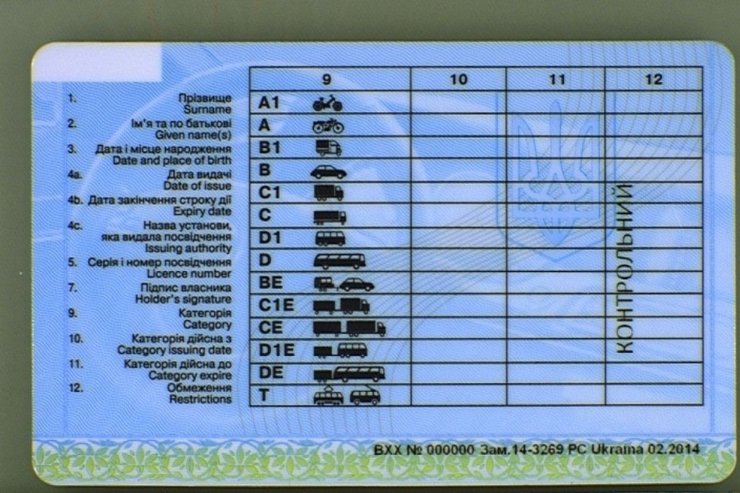 9 10 11 12
1. Прізвище
Surname
2. Ім'я та по батькові
Given name(s)
3. Дата і місце народження
Date and place of birth
4a. Дата видачі
Date of issue
4b. Дата закінчення строку дії
Expiry date
4c. Назва установи,
яка видала посвідчення
Issuing authority
5. Серія і номер посвідчення
Licence number
7. Підпис власника
Holder's signature
9. Категорія
Category
10. Категорія дійсна з
Category issuing date
11. Категорія дійсна до
Category expire
12. Обмеження
Restrictions
A1
A
B1
B
C1
C
D1
D
BE
C1E
CE
D1E
DE
T
КОНТРОЛЬНИЙ
BXX № 000000 Зам.14-3269 PC Ukraina 02.2014